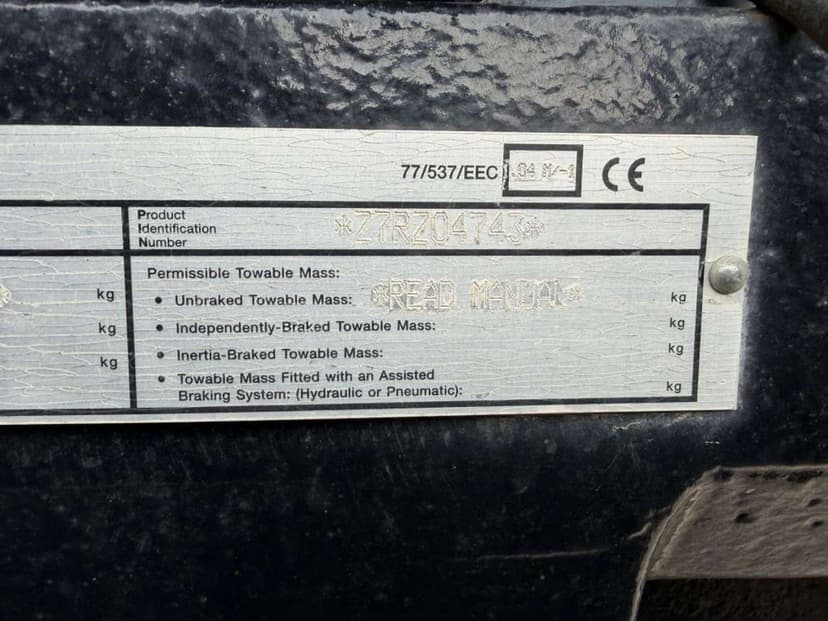 77/537/EEC .04 M/-1 CE
Product
Identification
Number
*Z7RZ04743*
Permissible Towable Mass:
kg
• Unbraked Towable Mass: *READ MANUAL* kg
kg
• Independently-Braked Towable Mass: kg
kg
• Inertia-Braked Towable Mass: kg
• Towable Mass Fitted with an Assisted
Braking System: (Hydraulic or Pneumatic): kg